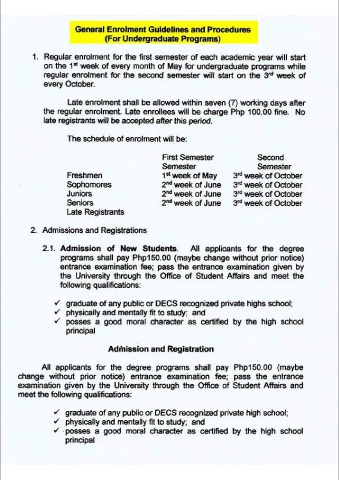 General Enrolment Guidelines and Procedures
(For Undergraduate Programs)
1. Regular enrolment for the first semester of each academic year will start
on the 1st week of every month of May for undergraduate programs while
regular enrolment for the second semester will start on the 3rd week of
every October.
Late enrolment shall be allowed within seven (7) working days after
the regular enrolment. Late enrollees will be charge Php 100.00 fine. No
late registrants will be accepted after this period.
The schedule of enrolment will be:
First Semester Second
Semester Semester
Freshmen 1st week of May 3rd week of October
Sophomores 2nd week of June 3rd week of October
Juniors 2nd week of June 3rd week of October
Seniors 2nd week of June 3rd week of October
Late Registrants
2. Admissions and Registrations
2.1. Admission of New Students. All applicants for the degree
programs shall pay Php150.00 (maybe change without prior notice)
entrance examination fee; pass the entrance examination given by
the University through the Office of Student Affairs and meet the
following qualifications:
✓ graduate of any public or DECS recognized private highs school;
✓ physically and mentally fit to study; and
✓ posses a good moral character as certified by the high school
principal
Admission and Registration
All applicants for the degree programs shall pay Php150.00 (maybe
change without prior notice) entrance examination fee; pass the entrance
examination given by the University through the Office of Student Affairs and
meet the following qualifications:
✓ graduate of any public or DECS recognized private high school;
✓ physically and mentally fit to study; and
✓ posses a good moral character as certified by the high school
principal